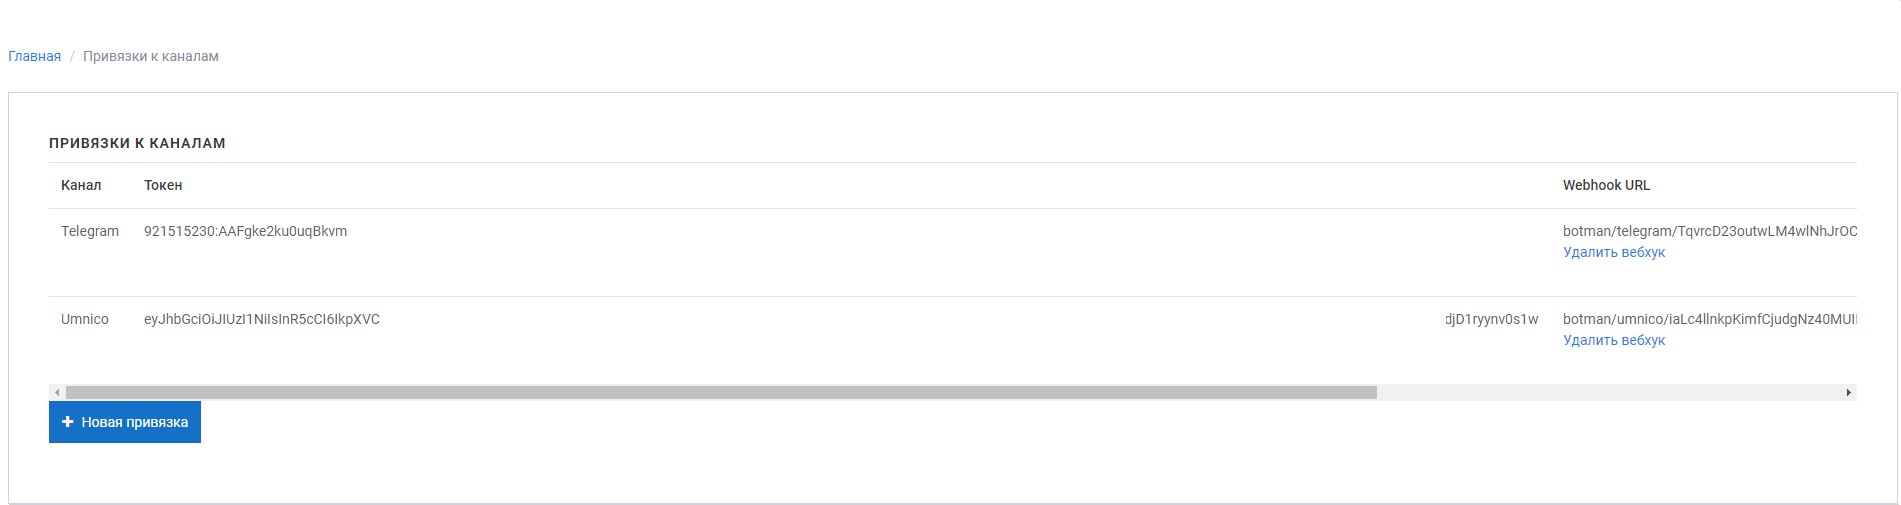 Главная / Привязки к каналам
ПРИВЯЗКИ К КАНАЛАМ
Канал Токен Webhook URL
Telegram 921515230:AAFgke2ku0uqBkvm botman/telegram/TqvrcD23outwLM4wlNhJrOC
Удалить вебхук
Umnico eyJhbGciOiJIUzI1NiIsInR5cCI6IkpXVC djD1ryynv0s1w botman/umnico/iaLc4llnkpKimfCjudgNz40MUII
Удалить вебхук
Новая привязка